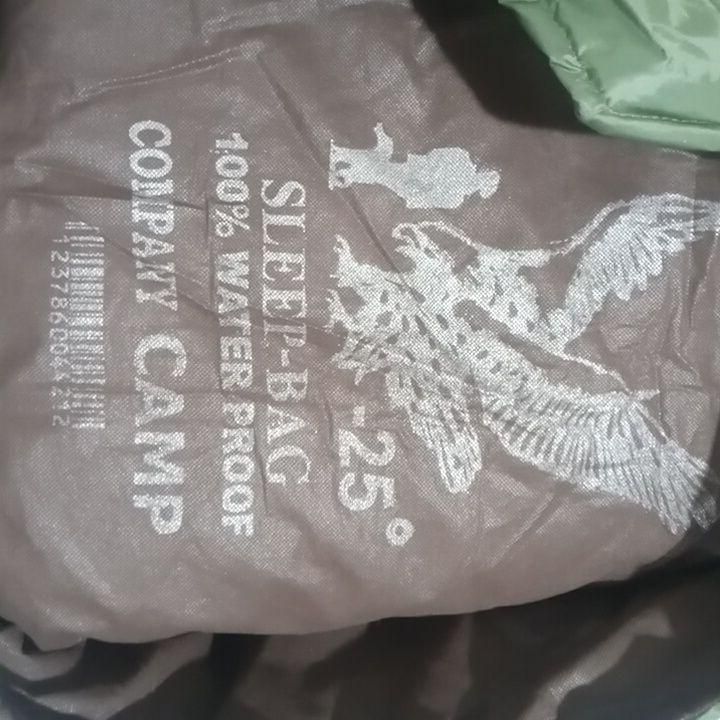 -25°
SLEEP-BAG
100% WATER-PROOF
COMPANY CAMP